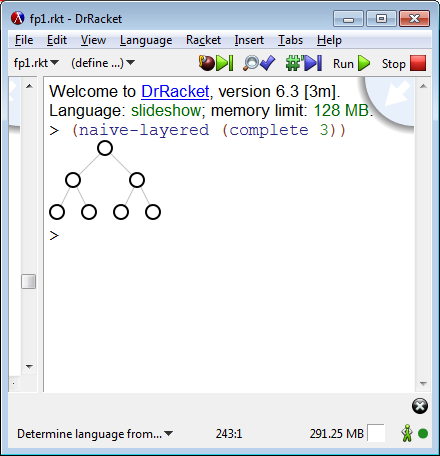 fp1.rkt - DrRacket
File Edit View Language Racket Insert Tabs Help
fp1.rkt (define ...) Run Stop
Welcome to DrRacket, version 6.3 [3m].
Language: slideshow; memory limit: 128 MB.
> (naive-layered (complete 3))
>
Determine language from... 243:1 291.25 MB